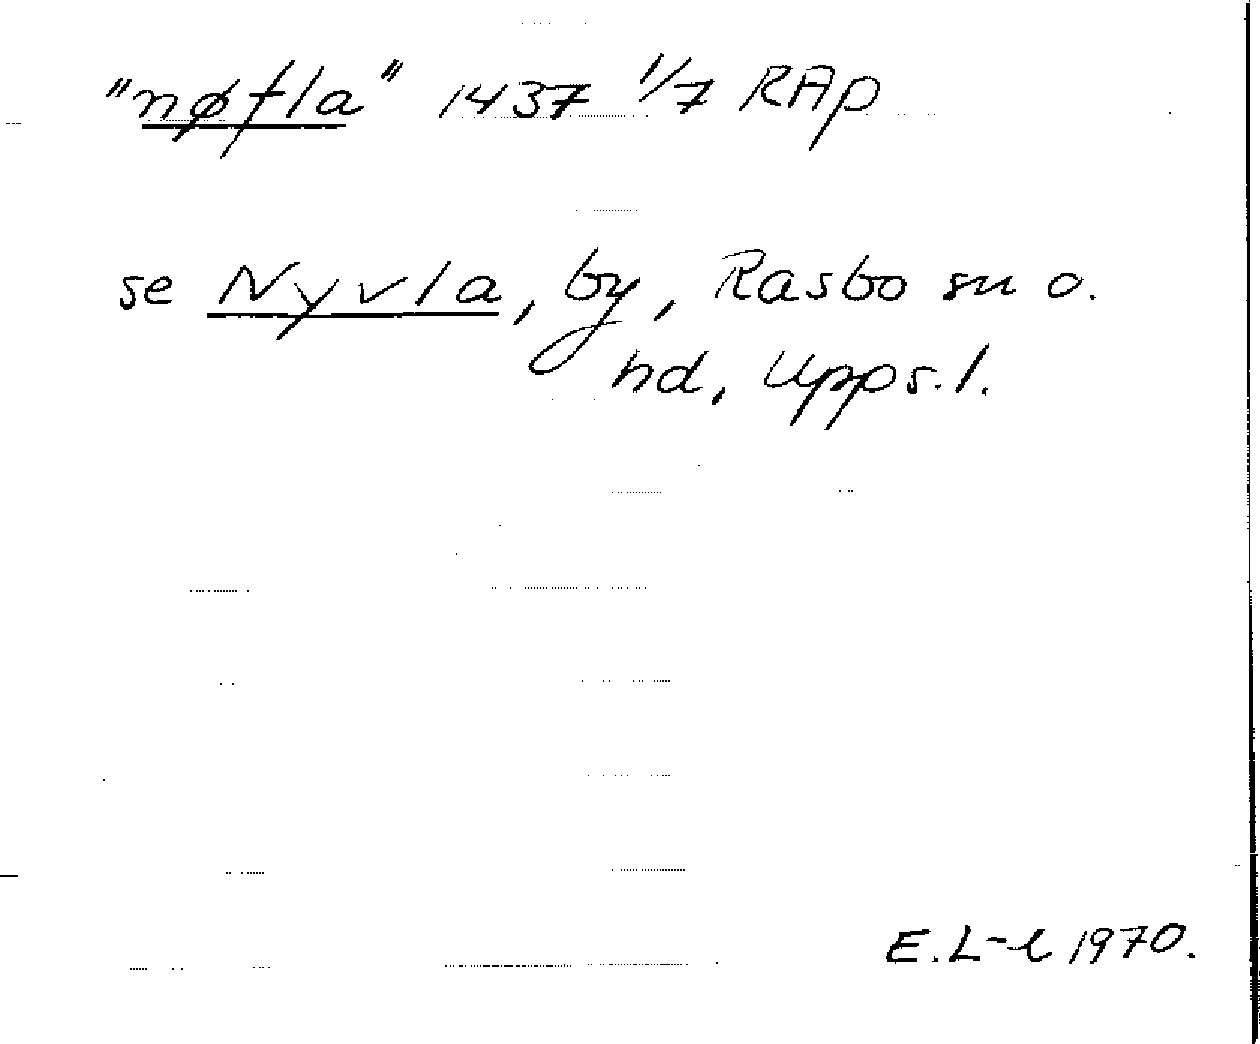 "nøfla" 1437 1/7 RAp
se Nyvla, by, Rasbo sn o.
hd, Upps. l.
E. L-l 1970.